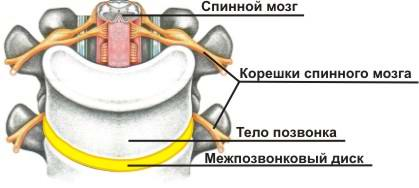 Спинной мозг
Корешки спинного мозга
Тело позвонка
Межпозвонковый диск